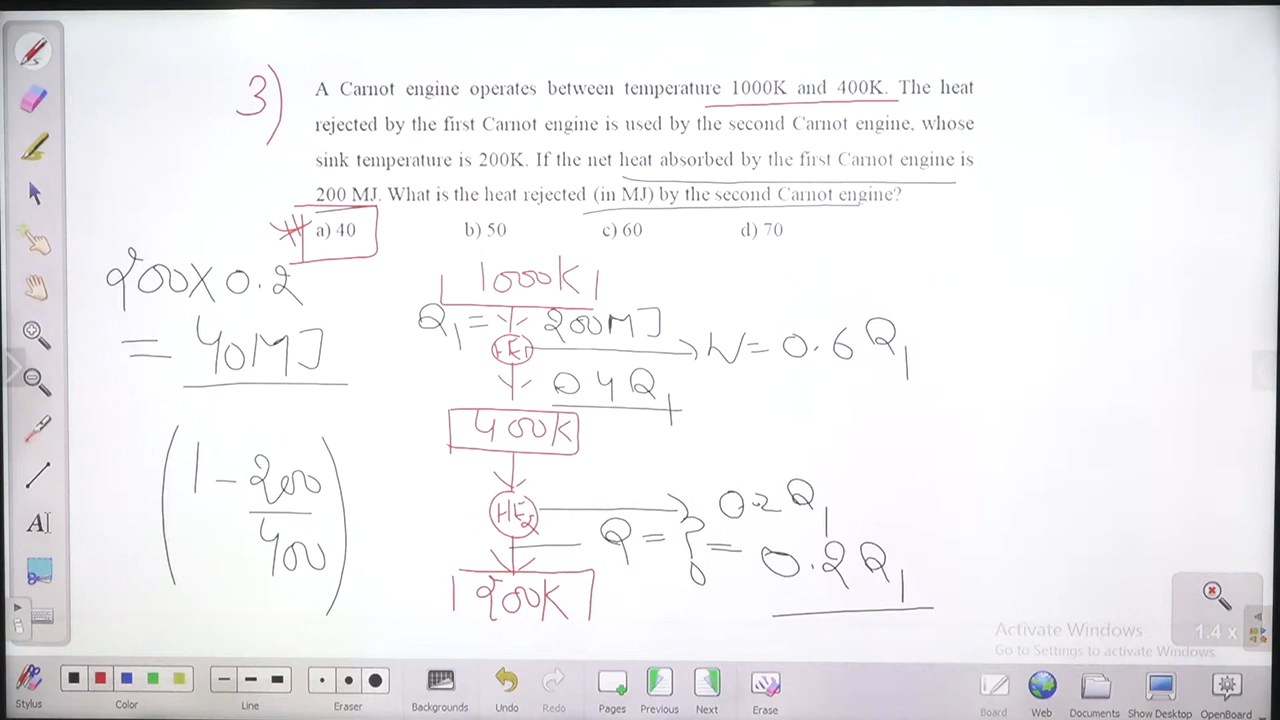 3)
A Carnot engine operates between temperature 1000K and 400K. The heat
rejected by the first Carnot engine is used by the second Carnot engine, whose
sink temperature is 200K. If the net heat absorbed by the first Carnot engine is
200 MJ. What is the heat rejected (in MJ) by the second Carnot engine?
a) 40 b) 50 c) 60 d) 70
200X0.2
= 40MJ
(1 - 200/400)
1000K
Q1 = 200MJ
HE1 W = 0.6 Q1
0.4 Q1
400K
HE2 0.2 Q1
Q = ? = 0.2 Q1
200K
Activate Windows
Go to Settings to activate Windows.
1.4 x
Stylus
Color
Line
Eraser
Backgrounds
Undo
Redo
Pages
Previous
Next
Erase
Board
Web
Documents
Show Desktop
OpenBoard